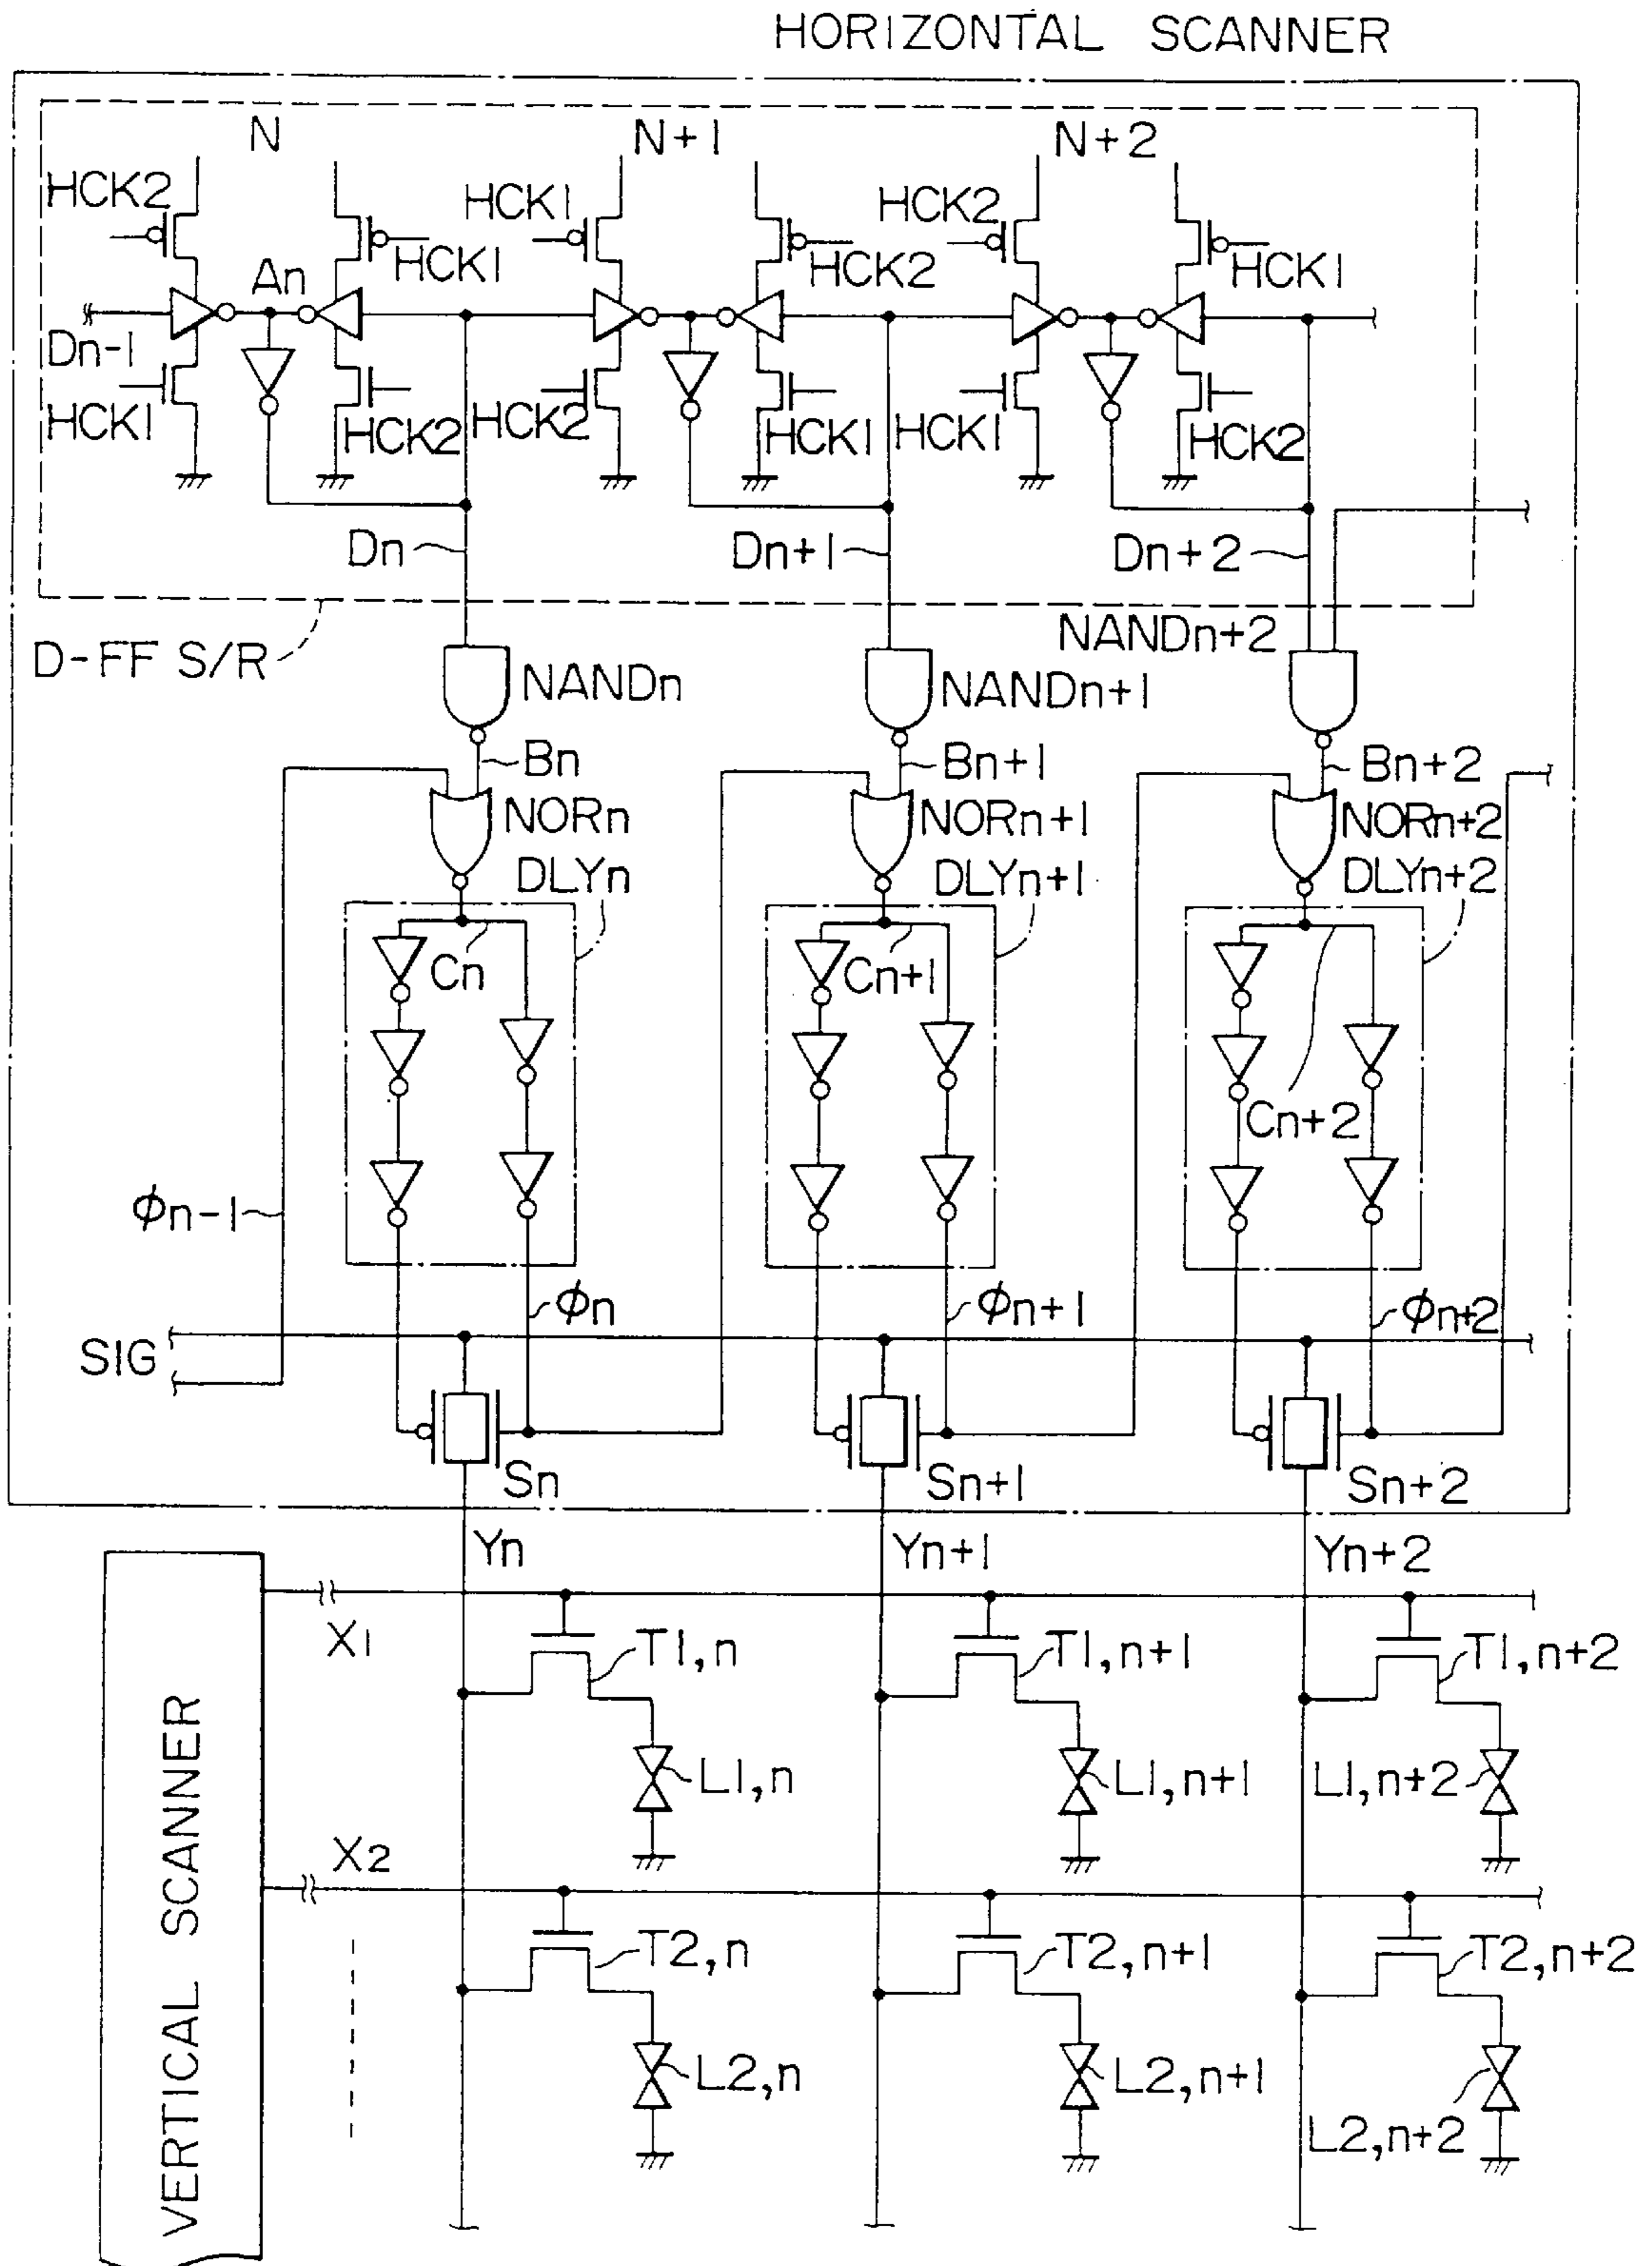 HORIZONTAL SCANNER
N
N+1
N+2
HCK2
HCK1
HCK2
An
HCK1
HCK2
HCK1
Dn-1
HCK1
HCK2
HCK2
HCK1
HCK1
HCK2
Dn
Dn+1
Dn+2
D-FF S/R
NANDn
NANDn+1
NANDn+2
Bn
Bn+1
Bn+2
NORn
NORn+1
NORn+2
DLYn
DLYn+1
DLYn+2
Cn
Cn+1
Cn+2
ϕn-1
ϕn
ϕn+1
ϕn+2
SIG
Sn
Sn+1
Sn+2
Yn
Yn+1
Yn+2
X1
T1,n
T1,n+1
T1,n+2
L1,n
L1,n+1
L1,n+2
X2
T2,n
T2,n+1
T2,n+2
L2,n
L2,n+1
L2,n+2
VERTICAL SCANNER